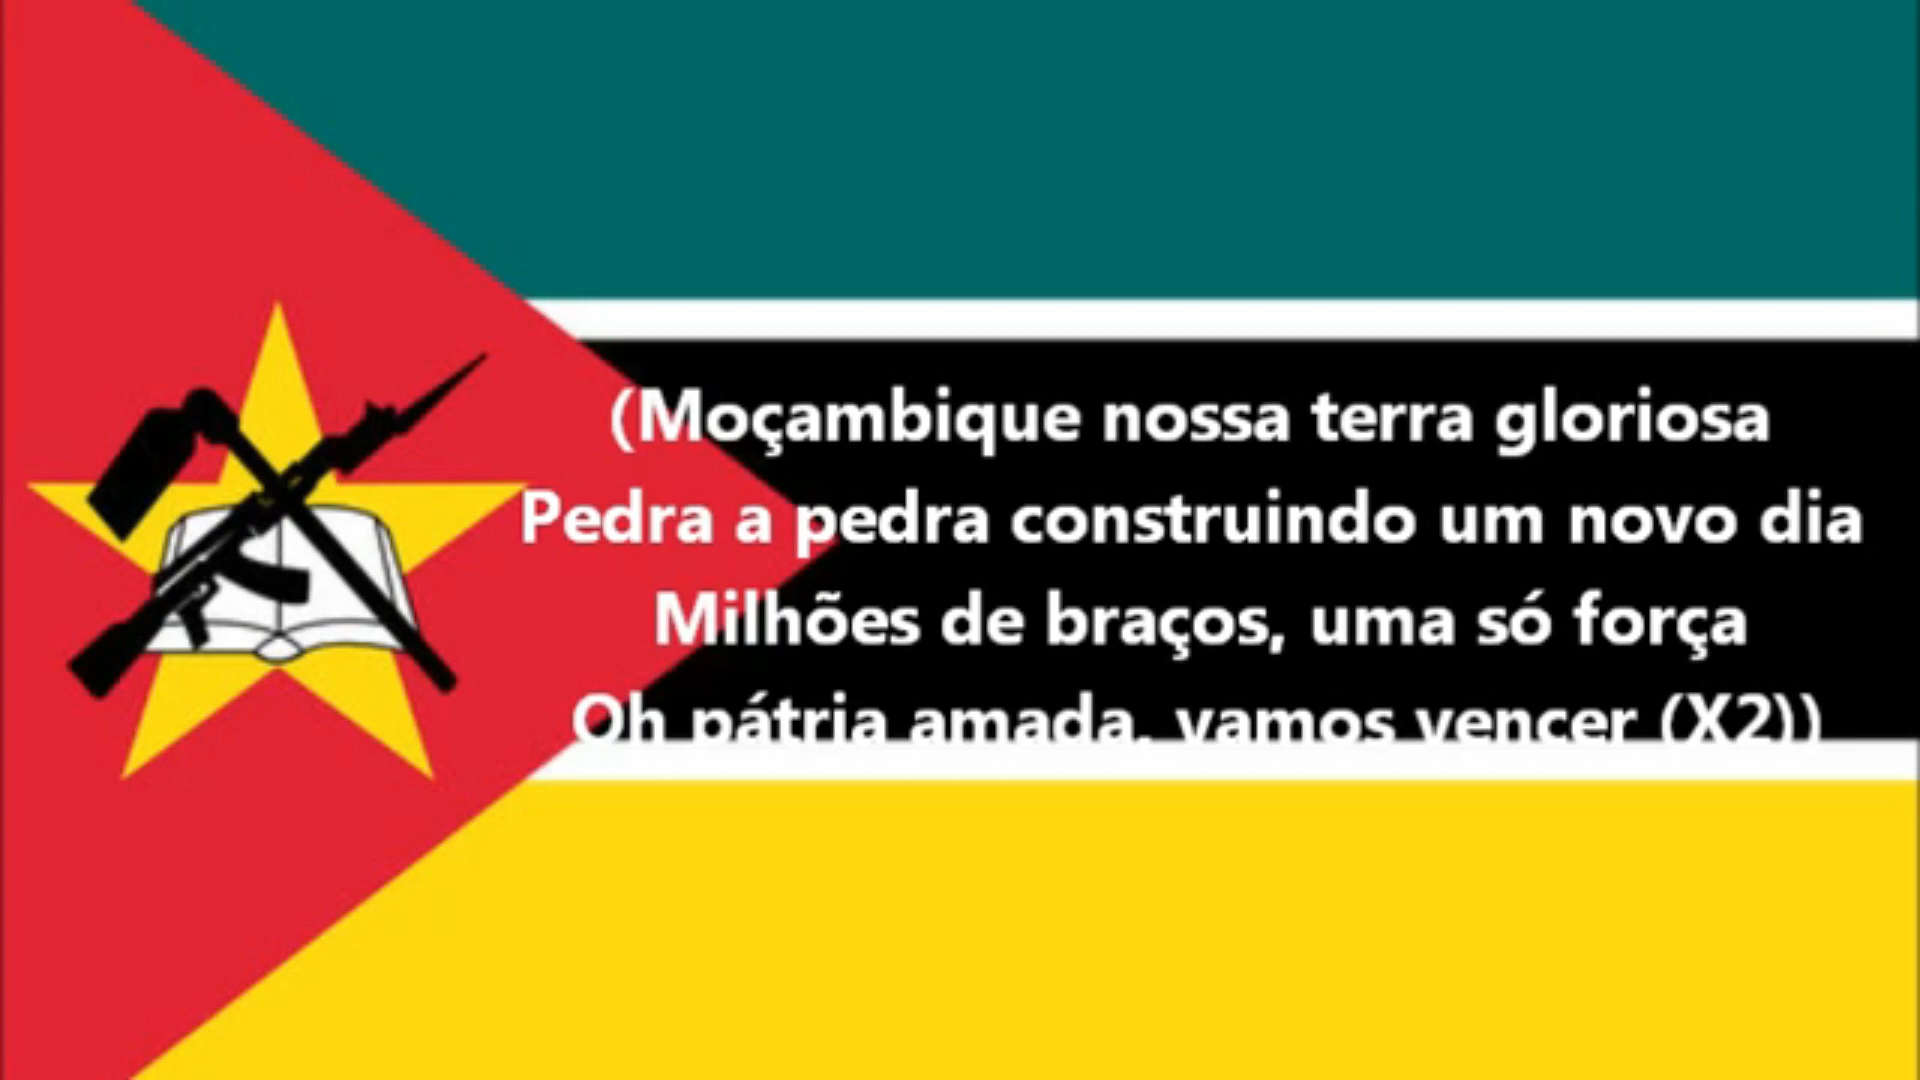 (Moçambique nossa terra gloriosa
Pedra a pedra construindo um novo dia
Milhões de braços, uma só força
Oh pátria amada, vamos vencer (X2))